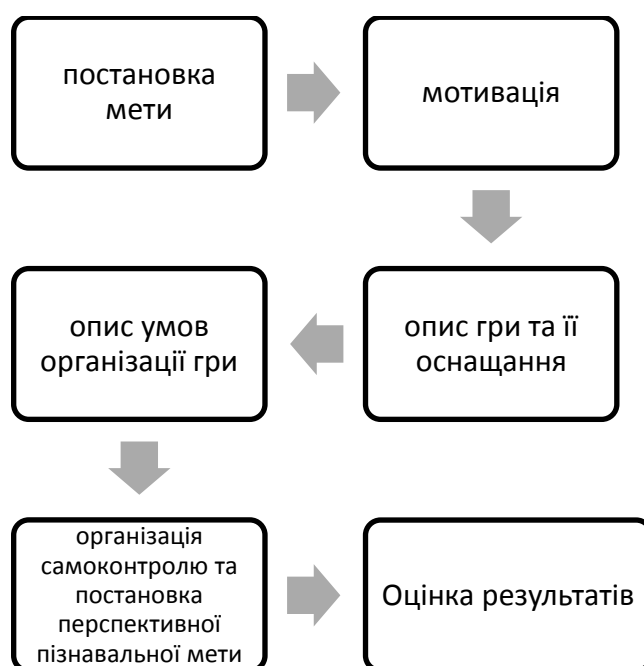 постановка
мети
мотивація
опис гри та її
оснащання
опис умов
організації гри
організація
самоконтролю та
постановка
перспективної
пізнавальної мети
Оцінка результатів